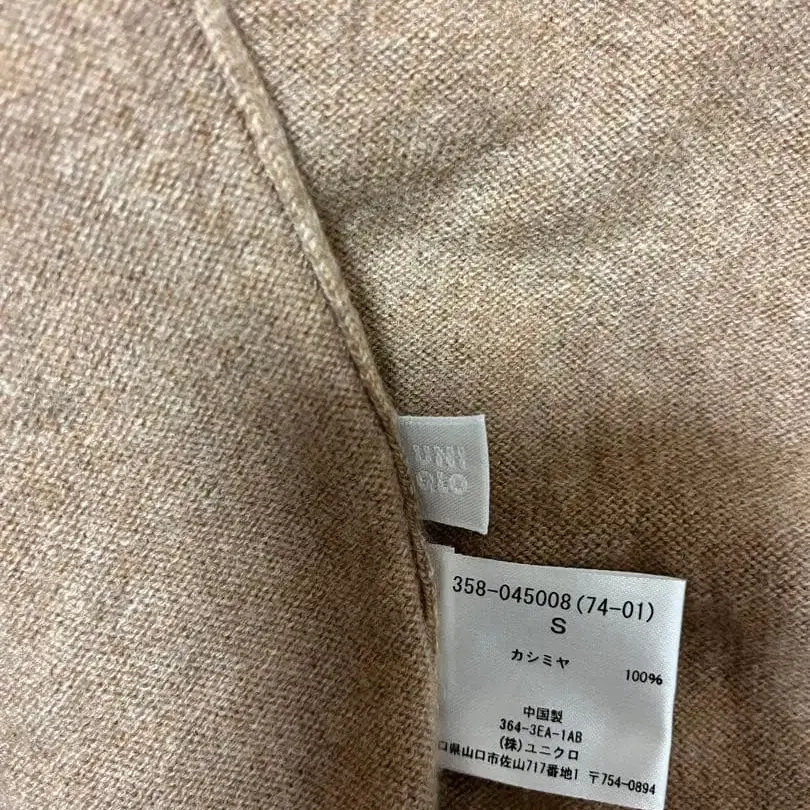 UNI
QLO
358-045008(74-01)
S
カシミヤ 100%
中国製
364-3EA-1AB
(株)ユニクロ
口県山口市佐山717番地1 〒754-0894